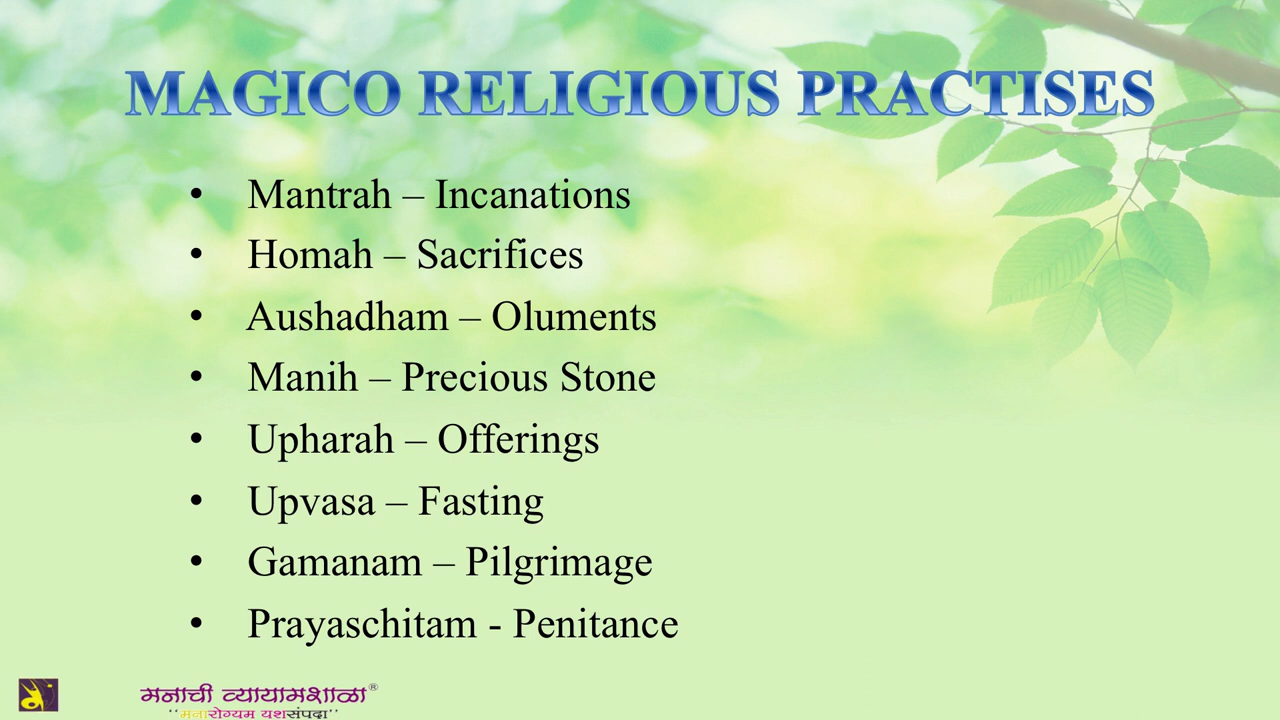 MAGICO RELIGIOUS PRACTISES
• Mantrah – Incanations
• Homah – Sacrifices
• Aushadham – Oluments
• Manih – Precious Stone
• Upharah – Offerings
• Upvasa – Fasting
• Gamanam – Pilgrimage
• Prayaschitam - Penitance
मनाची व्यायामशाळा®
‘‘मनारोग्यम यशसंपदा’’